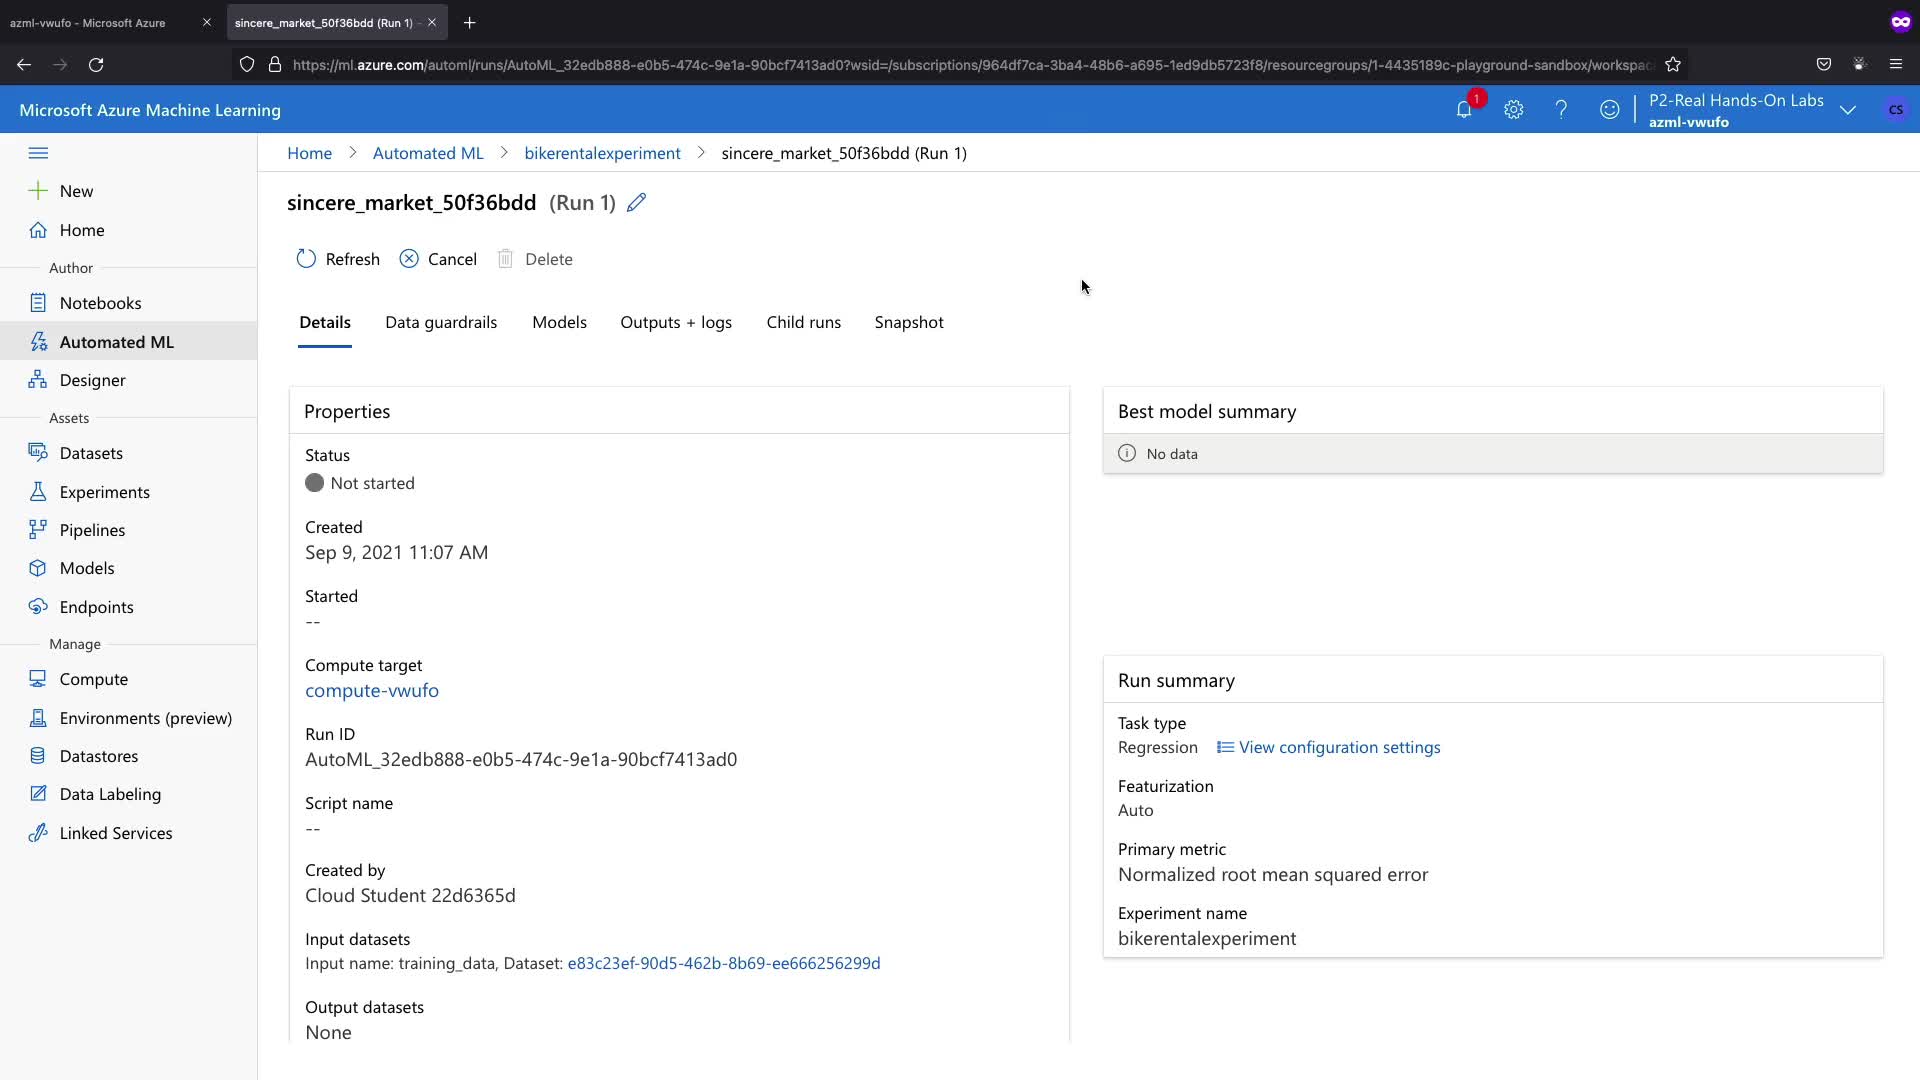 azml-vwufo - Microsoft Azure
sincere_market_50f36bdd (Run 1)
https://ml.azure.com/automl/runs/AutoML_32edb888-e0b5-474c-9e1a-90bcf7413ad0?wsid=/subscriptions/964df7ca-3ba4-48b6-a695-1ed9db5723f8/resourcegroups/1-4435189c-playground-sandbox/workspac
Microsoft Azure Machine Learning
1
P2-Real Hands-On Labs
azml-vwufo
CS
Home > Automated ML > bikerentalexperiment > sincere_market_50f36bdd (Run 1)
New
Home
Author
Notebooks
Automated ML
Designer
Assets
Datasets
Experiments
Pipelines
Models
Endpoints
Manage
Compute
Environments (preview)
Datastores
Data Labeling
Linked Services
sincere_market_50f36bdd (Run 1)
Refresh
Cancel
Delete
Details
Data guardrails
Models
Outputs + logs
Child runs
Snapshot
Properties
Status
Not started
Created
Sep 9, 2021 11:07 AM
Started
--
Compute target
compute-vwufo
Run ID
AutoML_32edb888-e0b5-474c-9e1a-90bcf7413ad0
Script name
--
Created by
Cloud Student 22d6365d
Input datasets
Input name: training_data, Dataset: e83c23ef-90d5-462b-8b69-ee666256299d
Output datasets
None
Best model summary
No data
Run summary
Task type
Regression View configuration settings
Featurization
Auto
Primary metric
Normalized root mean squared error
Experiment name
bikerentalexperiment